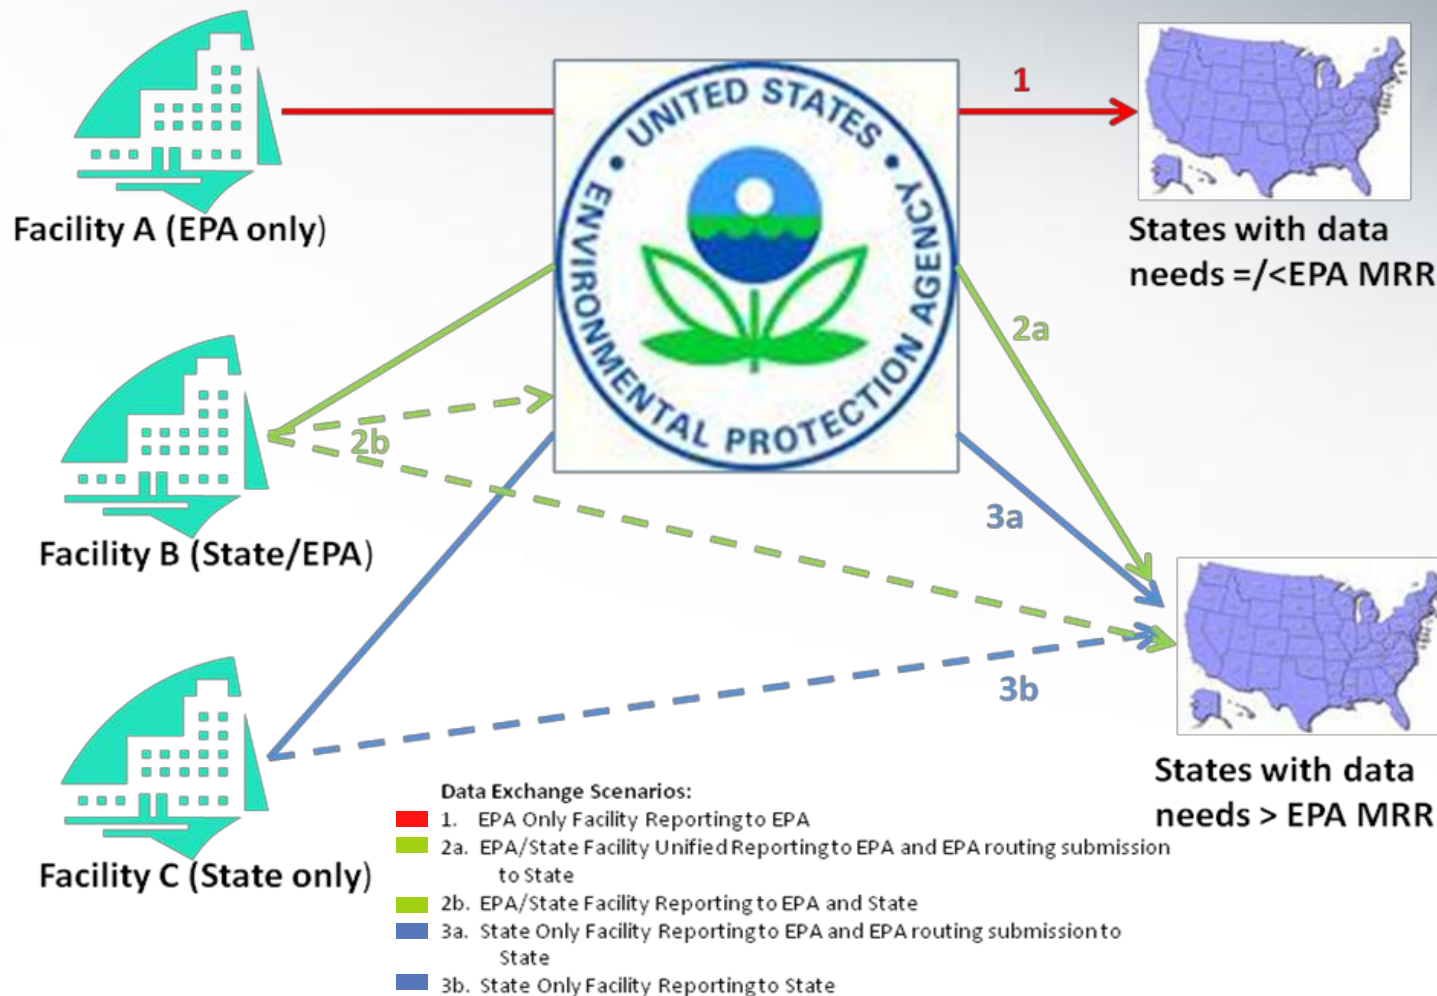 1
UNITED STATES
ENVIRONMENTAL PROTECTION AGENCY
Facility A (EPA only)
States with data
needs =/<EPA MRR
2a
2b
Facility B (State/EPA)
3a
3b
States with data
needs > EPA MRR
Facility C (State only)
Data Exchange Scenarios:
1. EPA Only Facility Reporting to EPA
2a. EPA/State Facility Unified Reporting to EPA and EPA routing submission
to State
2b. EPA/State Facility Reporting to EPA and State
3a. State Only Facility Reporting to EPA and EPA routing submission to
State
3b. State Only Facility Reporting to State